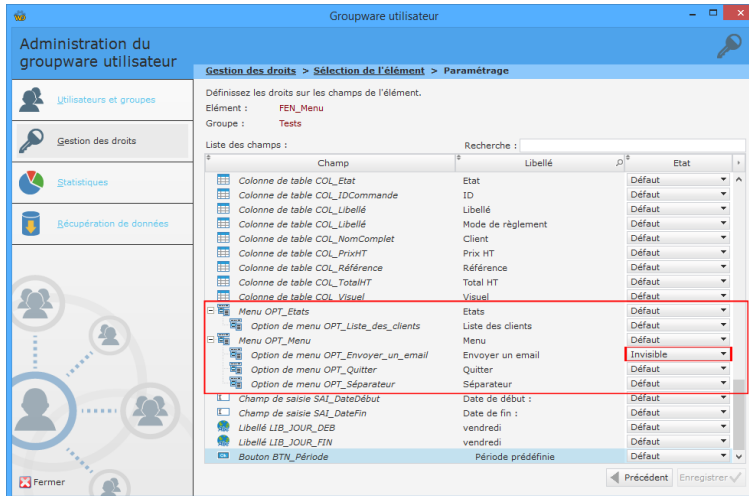 Groupware utilisateur
Administration du
groupware utilisateur
Gestion des droits > Sélection de l'élément > Paramétrage
Utilisateurs et groupes
Gestion des droits
Statistiques
Récupération de données
Fermer
Définissez les droits sur les champs de l'élément.
Elément : FEN_Menu
Groupe : Tests
Liste des champs : Recherche :
Champ Libellé Etat
Colonne de table COL_Etat Etat Défaut
Colonne de table COL_IDCommande ID Défaut
Colonne de table COL_Libellé Libellé Défaut
Colonne de table COL_Libellé Mode de règlement Défaut
Colonne de table COL_NomComplet Client Défaut
Colonne de table COL_PrixHT Prix HT Défaut
Colonne de table COL_Référence Référence Défaut
Colonne de table COL_TotalHT Total HT Défaut
Colonne de table COL_Visuel Visuel Défaut
Menu OPT_Etats Etats Défaut
Option de menu OPT_Liste_des_clients Liste des clients Défaut
Menu OPT_Menu Menu Défaut
Option de menu OPT_Envoyer_un_email Envoyer un email Invisible
Option de menu OPT_Quitter Quitter Défaut
Option de menu OPT_Séparateur Séparateur Défaut
Champ de saisie SAI_DateDébut Date de début : Défaut
Champ de saisie SAI_DateFin Date de fin : Défaut
Libellé LIB_JOUR_DEB vendredi Défaut
Libellé LIB_JOUR_FIN vendredi Défaut
Bouton BTN_Période Période prédéfinie Défaut
Précédent Enregistrer